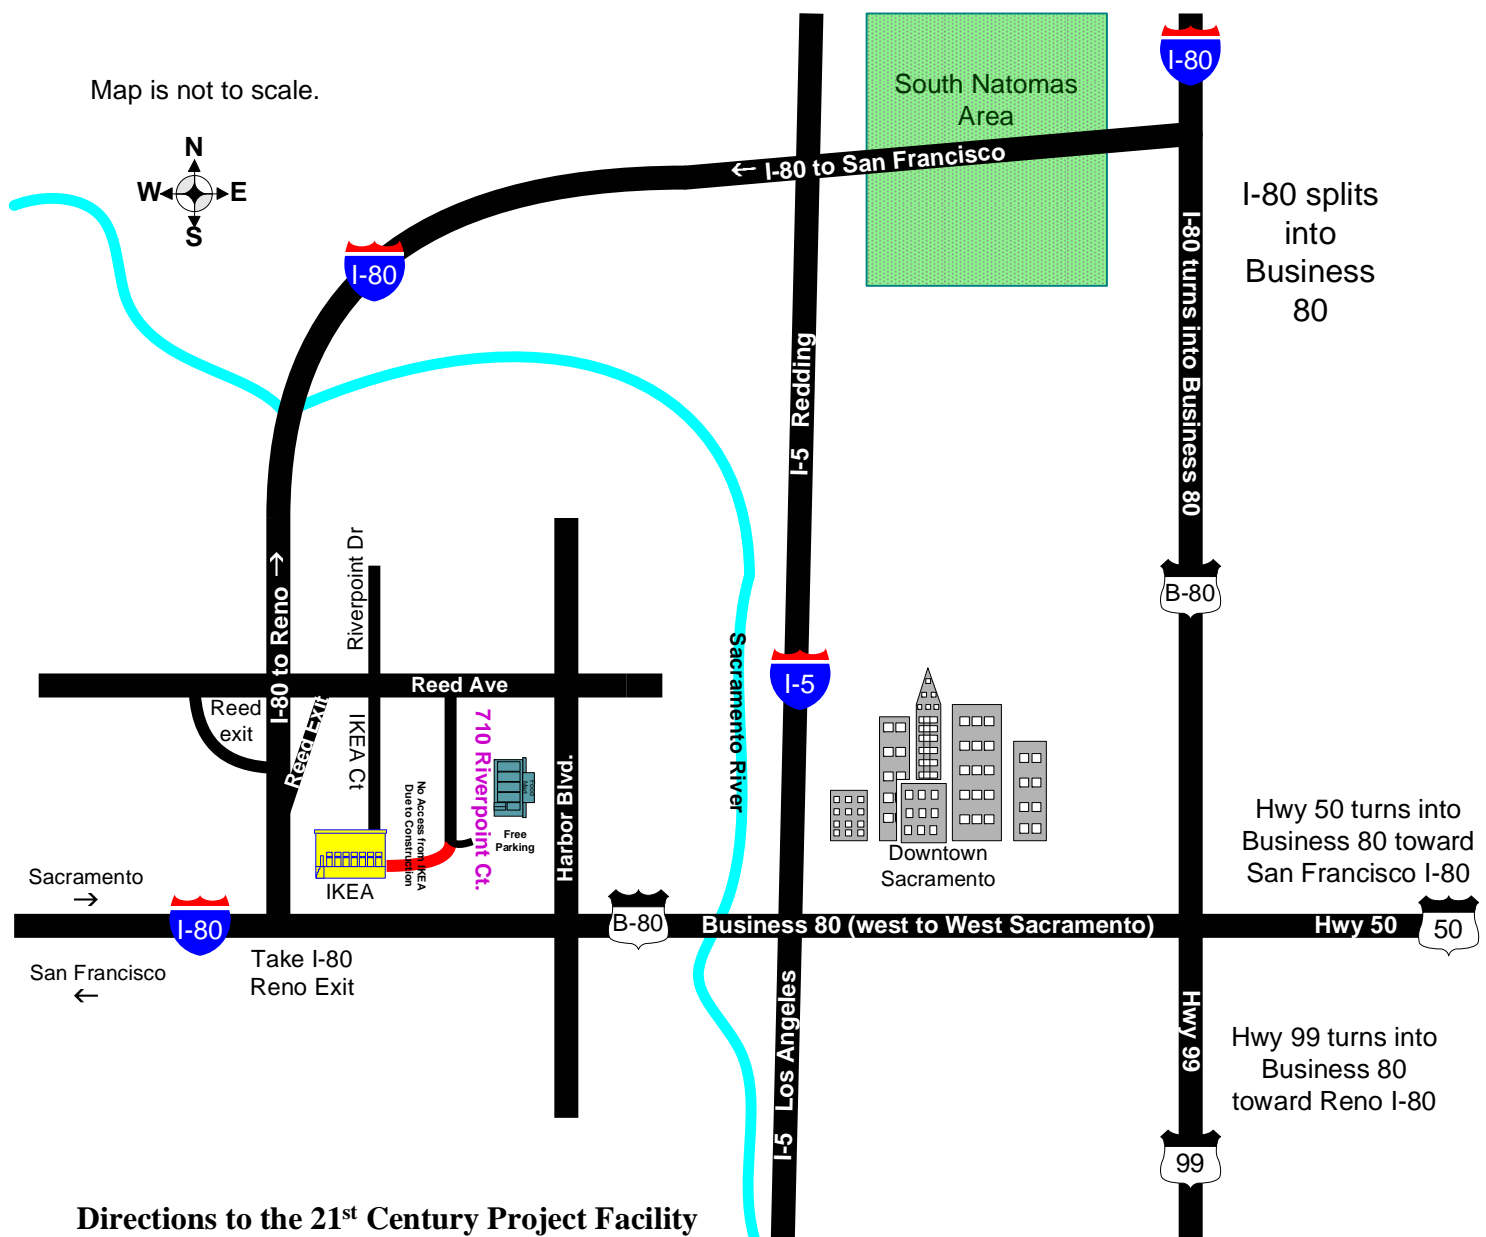 Map is not to scale.
N
W
E
S
South Natomas
Area
I-80
← I-80 to San Francisco
I-80
I-80 splits
into
Business
80
I-80 turns into Business 80
I-5 Redding
B-80
I-80 to Reno →
Riverpoint Dr
Reed Ave
Reed
exit
Reed Exit
IKEA Ct
No Access from IKEA
Due to Construction
710 Riverpoint Ct.
Food
Mart
Free
Parking
Harbor Blvd.
Sacramento River
I-5
IKEA
Downtown
Sacramento
Hwy 50 turns into
Business 80 toward
San Francisco I-80
Sacramento
→
I-80
B-80
Business 80 (west to West Sacramento)
Hwy 50
50
San Francisco
←
Take I-80
Reno Exit
I-5 Los Angeles
Hwy 99
Hwy 99 turns into
Business 80
toward Reno I-80
99
Directions to the 21st Century Project Facility